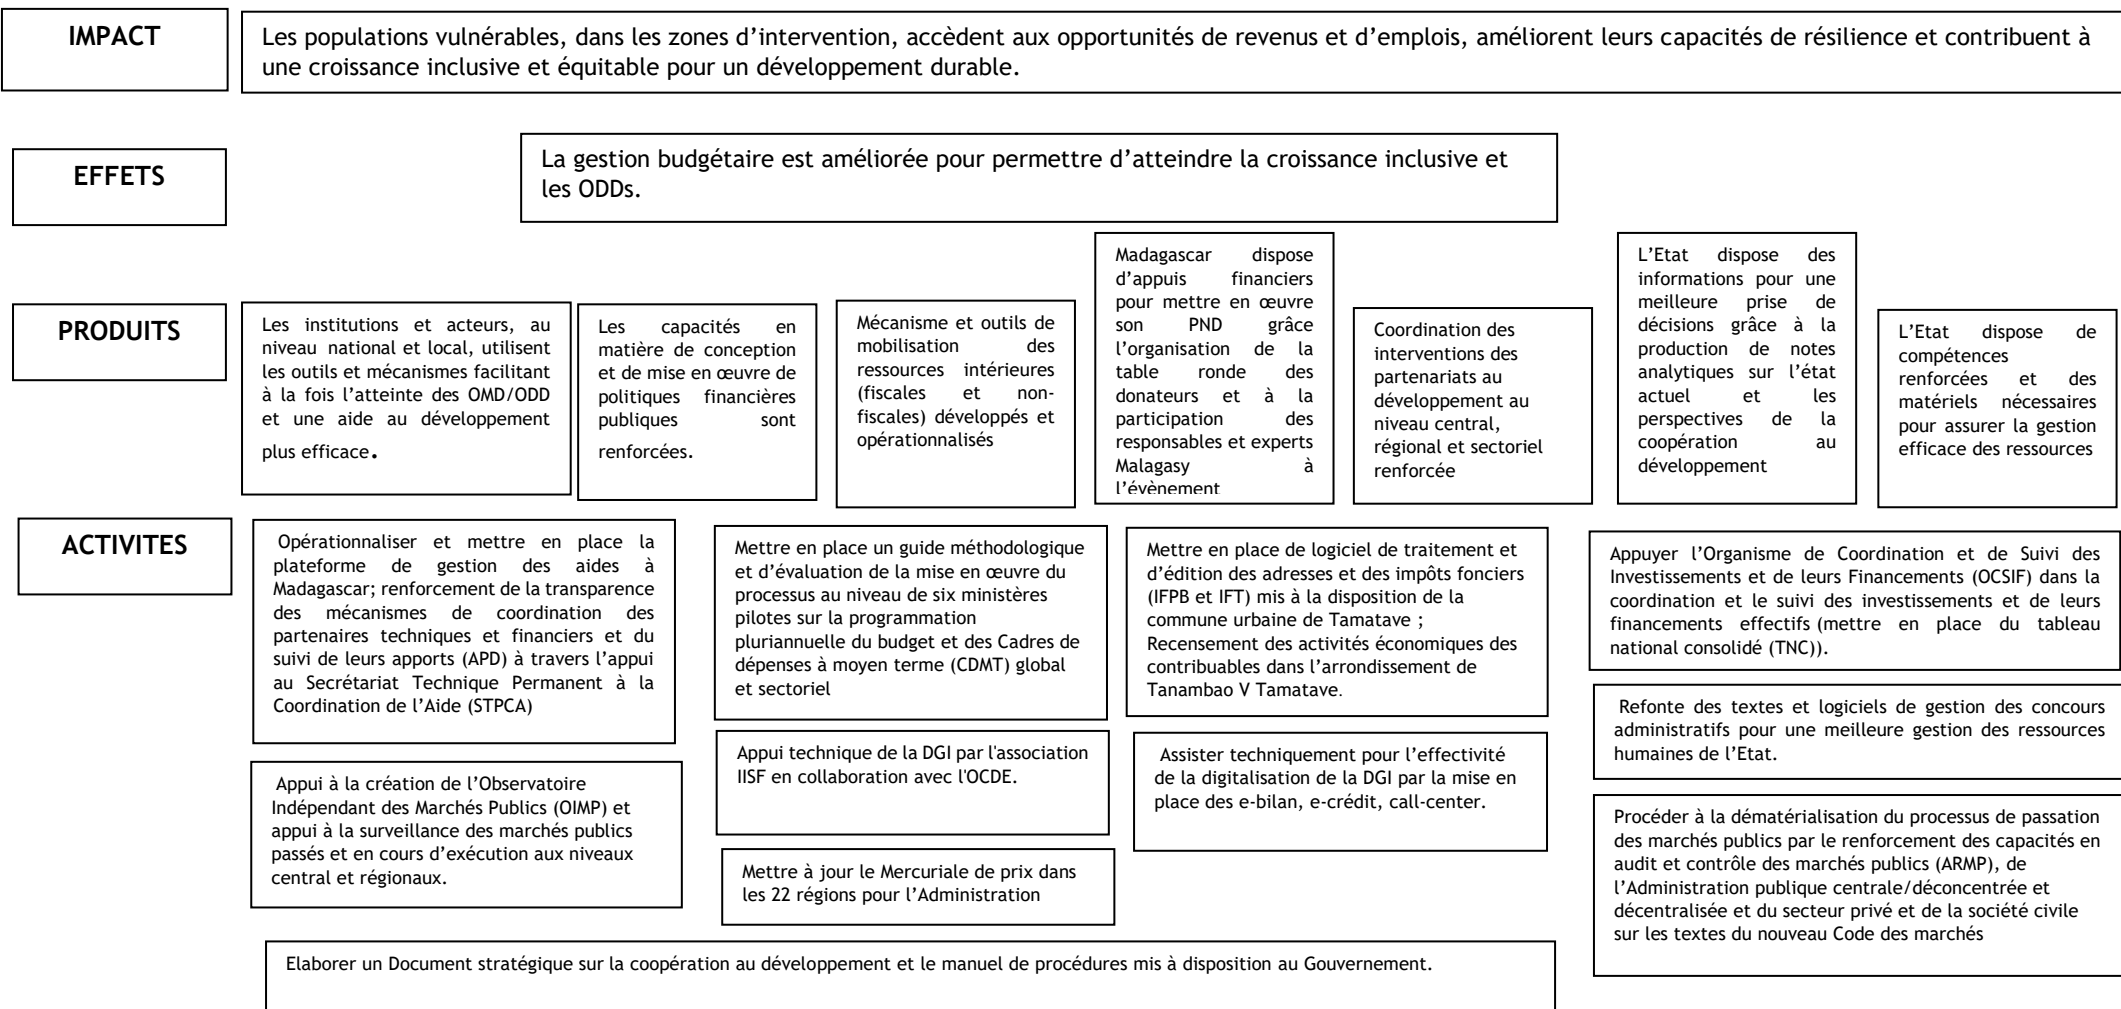 IMPACT
Les populations vulnérables, dans les zones d’intervention, accèdent aux opportunités de revenus et d’emplois, améliorent leurs capacités de résilience et contribuent à
une croissance inclusive et équitable pour un développement durable.
EFFETS
La gestion budgétaire est améliorée pour permettre d’atteindre la croissance inclusive et
les ODDs.
PRODUITS
Les institutions et acteurs, au
niveau national et local, utilisent
les outils et mécanismes facilitant
à la fois l’atteinte des OMD/ODD
et une aide au développement
plus efficace.
Les capacités en
matière de conception
et de mise en œuvre de
politiques financières
publiques sont
renforcées.
Mécanisme et outils de
mobilisation des
ressources intérieures
(fiscales et non-
fiscales) développés et
opérationnalisés
Madagascar dispose
d’appuis financiers
pour mettre en œuvre
son PND grâce
l’organisation de la
table ronde des
donateurs et à la
participation des
responsables et experts
Malagasy à
l’évènement
Coordination des
interventions des
partenariats au
développement au
niveau central,
régional et sectoriel
renforcée
L’Etat dispose des
informations pour une
meilleure prise de
décisions grâce à la
production de notes
analytiques sur l’état
actuel et les
perspectives de la
coopération au
développement
L’Etat dispose de
compétences
renforcées et des
matériels nécessaires
pour assurer la gestion
efficace des ressources
ACTIVITES
Opérationnaliser et mettre en place la
plateforme de gestion des aides à
Madagascar; renforcement de la transparence
des mécanismes de coordination des
partenaires techniques et financiers et du
suivi de leurs apports (APD) à travers l’appui
au Secrétariat Technique Permanent à la
Coordination de l’Aide (STPCA)
Mettre en place un guide méthodologique
et d’évaluation de la mise en œuvre du
processus au niveau de six ministères
pilotes sur la programmation
pluriannuelle du budget et des Cadres de
dépenses à moyen terme (CDMT) global
et sectoriel
Mettre en place de logiciel de traitement et
d’édition des adresses et des impôts fonciers
(IFPB et IFT) mis à la disposition de la
commune urbaine de Tamatave ;
Recensement des activités économiques des
contribuables dans l’arrondissement de
Tanambao V Tamatave.
Appuyer l’Organisme de Coordination et de Suivi des
Investissements et de leurs Financements (OCSIF) dans la
coordination et le suivi des investissements et de leurs
financements effectifs (mettre en place du tableau
national consolidé (TNC)).
Refonte des textes et logiciels de gestion des concours
administratifs pour une meilleure gestion des ressources
humaines de l’Etat.
Appui technique de la DGI par l'association
IISF en collaboration avec l'OCDE.
Assister techniquement pour l’effectivité
de la digitalisation de la DGI par la mise en
place des e-bilan, e-crédit, call-center.
Appui à la création de l’Observatoire
Indépendant des Marchés Publics (OIMP) et
appui à la surveillance des marchés publics
passés et en cours d’exécution aux niveaux
central et régionaux.
Mettre à jour le Mercuriale de prix dans
les 22 régions pour l’Administration
Procéder à la dématérialisation du processus de passation
des marchés publics par le renforcement des capacités en
audit et contrôle des marchés publics (ARMP), de
l’Administration publique centrale/déconcentrée et
décentralisée et du secteur privé et de la société civile
sur les textes du nouveau Code des marchés
Elaborer un Document stratégique sur la coopération au développement et le manuel de procédures mis à disposition au Gouvernement.